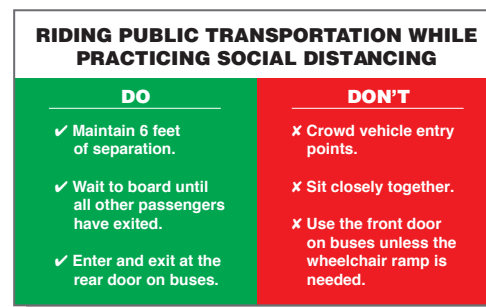 RIDING PUBLIC TRANSPORTATION WHILE
PRACTICING SOCIAL DISTANCING
DO
✔ Maintain 6 feet
of separation.
✔ Wait to board until
all other passengers
have exited.
✔ Enter and exit at the
rear door on buses.
DON'T
✘ Crowd vehicle entry
points.
✘ Sit closely together.
✘ Use the front door
on buses unless the
wheelchair ramp is
needed.